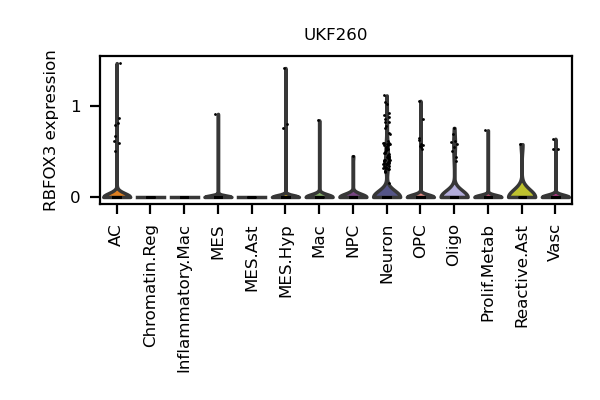 UKF260
RBFOX3 expression
1
0
AC
Chromatin.Reg
Inflammatory.Mac
MES
MES.Ast
MES.Hyp
Mac
NPC
Neuron
OPC
Oligo
Prolif.Metab
Reactive.Ast
Vasc